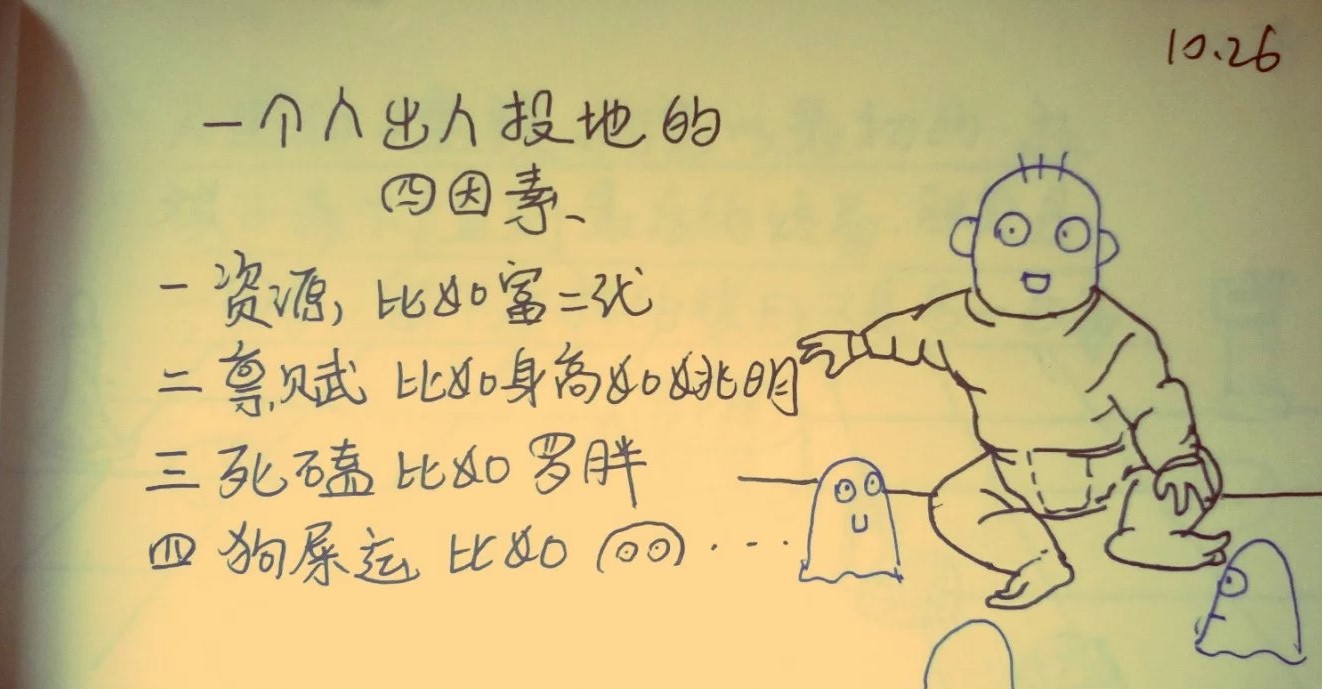 10.26
一个人出人投地的
四因素、
一 资源，比如富二代
二 尊赋 比如身高如姚明
三 死磕 比如罗胖
四 狗屎运 比如 ...